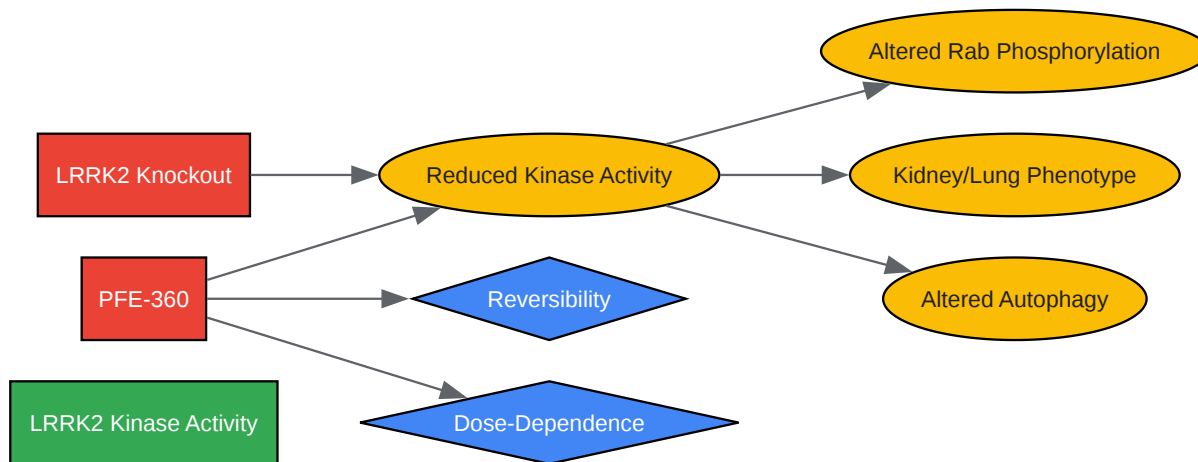 Altered Rab Phosphorylation
LRRK2 Knockout
Reduced Kinase Activity
Kidney/Lung Phenotype
PFE-360
Reversibility
Altered Autophagy
LRRK2 Kinase Activity
Dose-Dependence